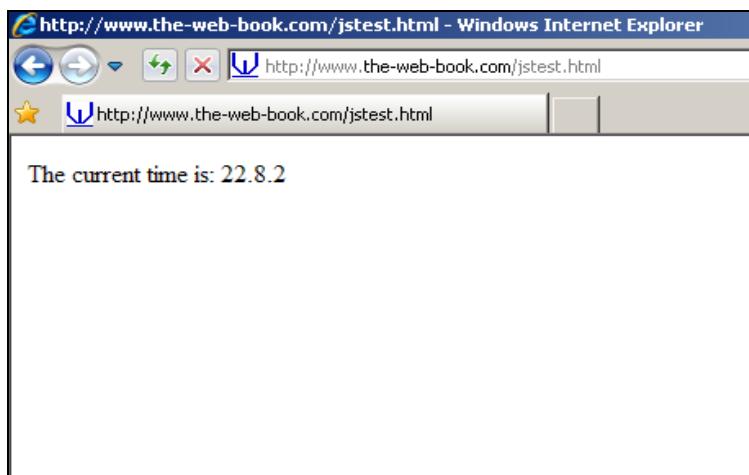 http://www.the-web-book.com/jstest.html - Windows Internet Explorer
http://www.the-web-book.com/jstest.html
http://www.the-web-book.com/jstest.html
The current time is: 22.8.2